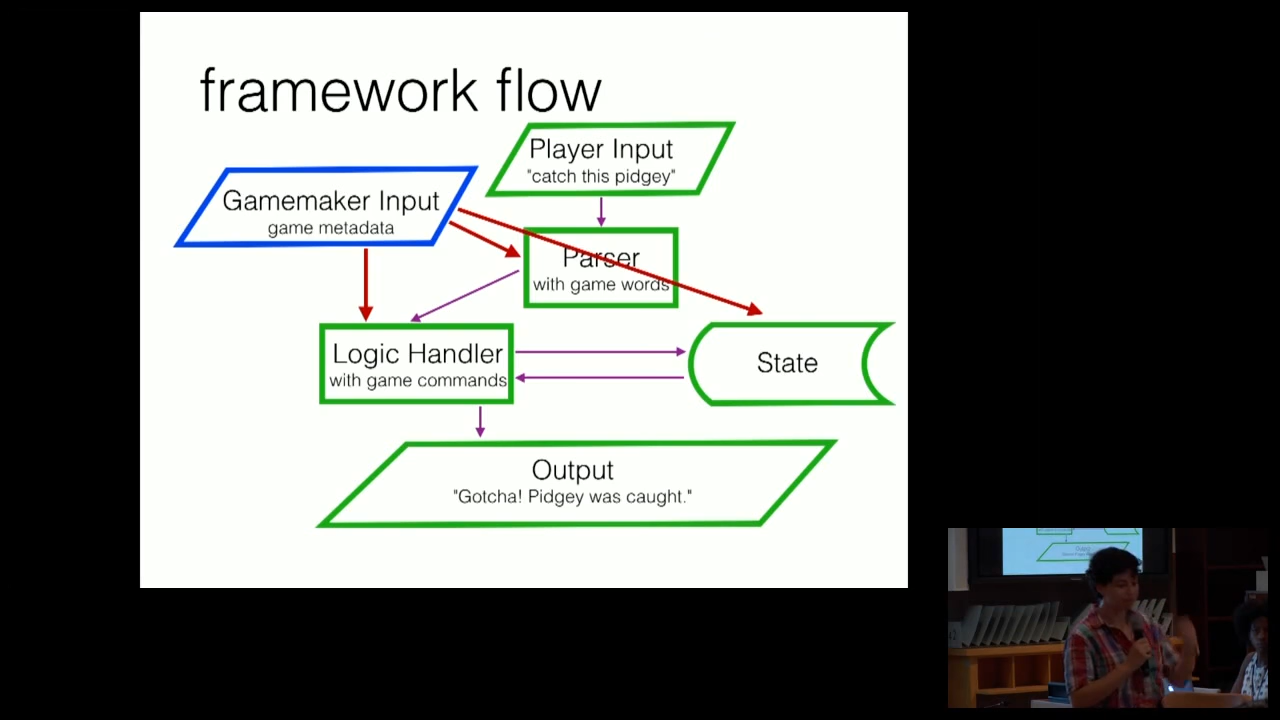 framework flow
Player Input
"catch this pidgey"
Gamemaker Input
game metadata
Parser
with game words
Logic Handler
with game commands
State
Output
"Gotcha! Pidgey was caught."